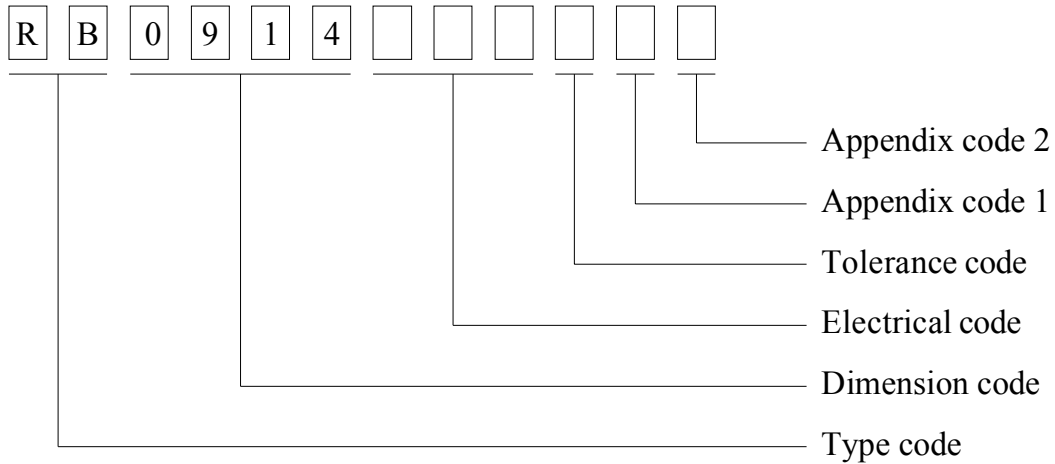 R B 0 9 1 4
Appendix code 2
Appendix code 1
Tolerance code
Electrical code
Dimension code
Type code